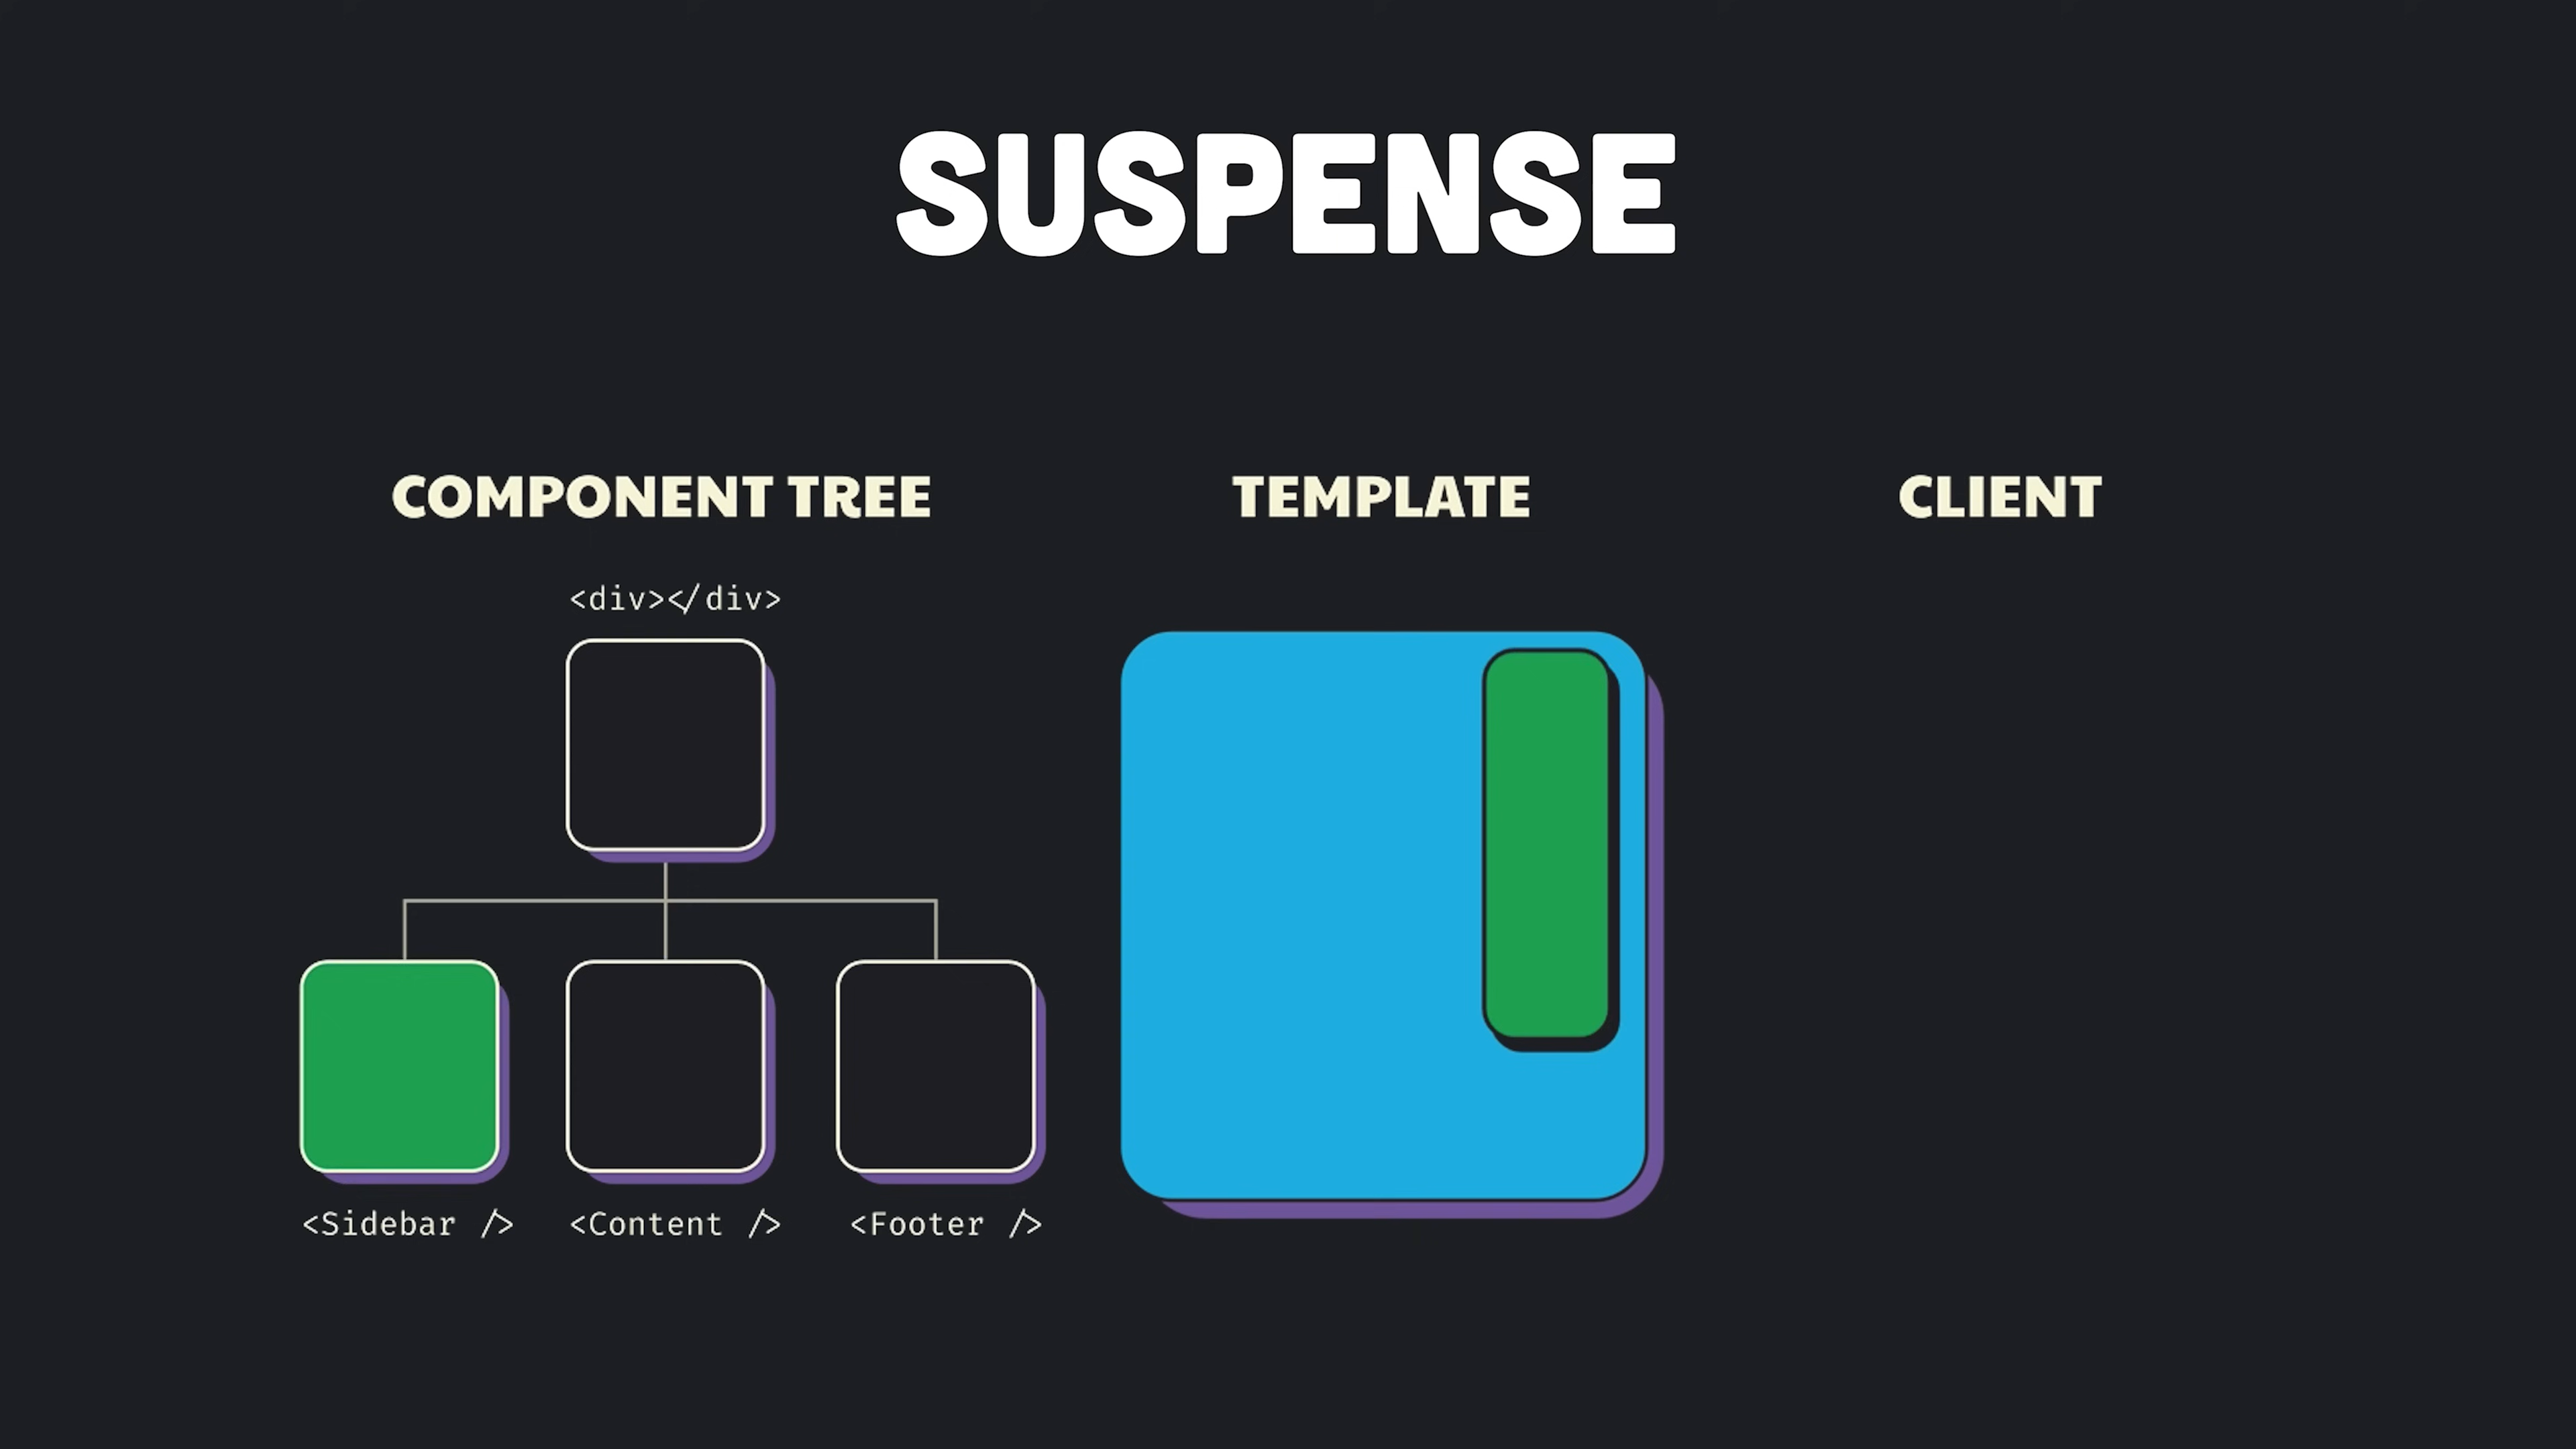 SUSPENSE
COMPONENT TREE
TEMPLATE
CLIENT
<div></div>
<Sidebar />
<Content />
<Footer />